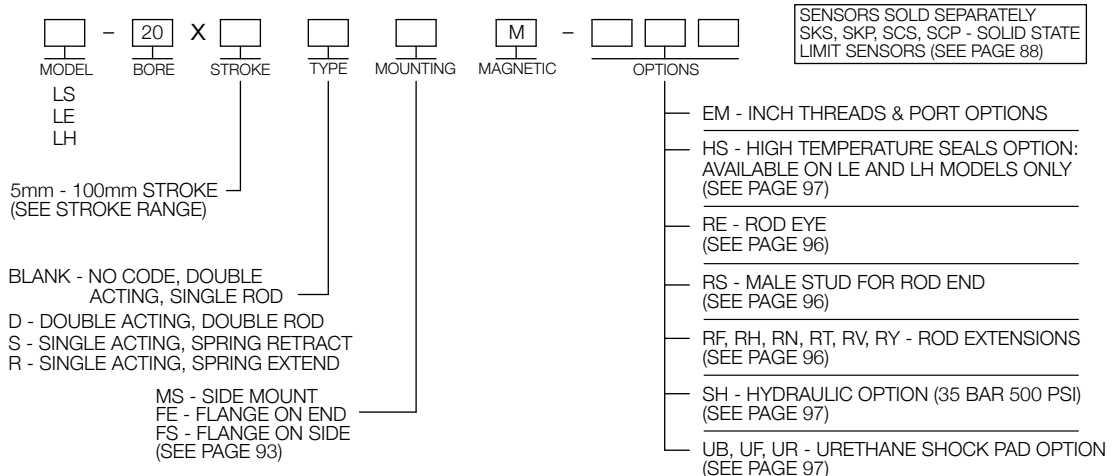 – 20 X M –
MODEL BORE STROKE TYPE MOUNTING MAGNETIC OPTIONS
LS
LE
LH
SENSORS SOLD SEPARATELY
SKS, SKP, SCS, SCP - SOLID STATE
LIMIT SENSORS (SEE PAGE 88)
5mm - 100mm STROKE
(SEE STROKE RANGE)
BLANK - NO CODE, DOUBLE
ACTING, SINGLE ROD
D - DOUBLE ACTING, DOUBLE ROD
S - SINGLE ACTING, SPRING RETRACT
R - SINGLE ACTING, SPRING EXTEND
MS - SIDE MOUNT
FE - FLANGE ON END
FS - FLANGE ON SIDE
(SEE PAGE 93)
EM - INCH THREADS & PORT OPTIONS
HS - HIGH TEMPERATURE SEALS OPTION:
AVAILABLE ON LE AND LH MODELS ONLY
(SEE PAGE 97)
RE - ROD EYE
(SEE PAGE 96)
RS - MALE STUD FOR ROD END
(SEE PAGE 96)
RF, RH, RN, RT, RV, RY - ROD EXTENSIONS
(SEE PAGE 96)
SH - HYDRAULIC OPTION (35 BAR 500 PSI)
(SEE PAGE 97)
UB, UF, UR - URETHANE SHOCK PAD OPTION
(SEE PAGE 97)